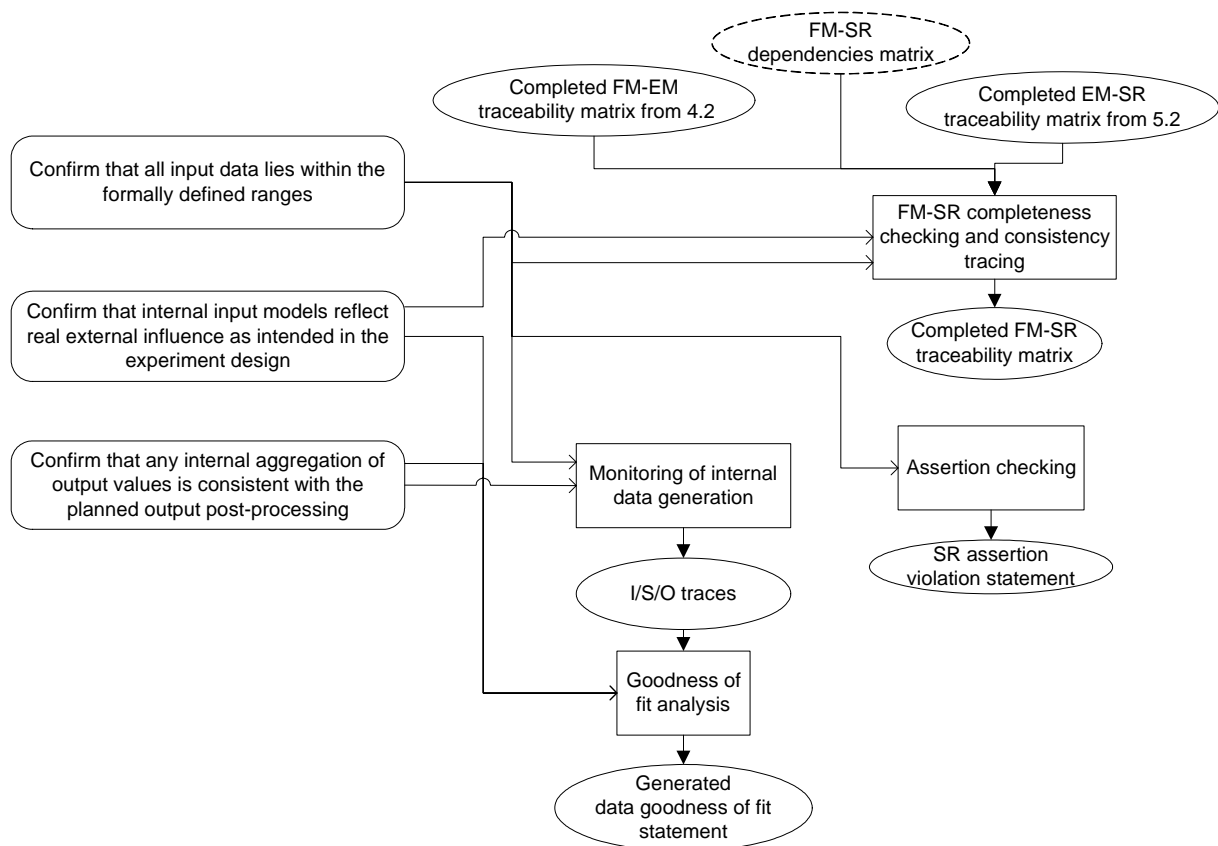 FM-SR
dependencies matrix
Completed FM-EM
traceability matrix from 4.2
Completed EM-SR
traceability matrix from 5.2
Confirm that all input data lies within the
formally defined ranges
FM-SR completeness
checking and consistency
tracing
Confirm that internal input models reflect
real external influence as intended in the
experiment design
Completed FM-SR
traceability matrix
Confirm that any internal aggregation of
output values is consistent with the
planned output post-processing
Monitoring of internal
data generation
Assertion checking
I/S/O traces
SR assertion
violation statement
Goodness of
fit analysis
Generated
data goodness of fit
statement